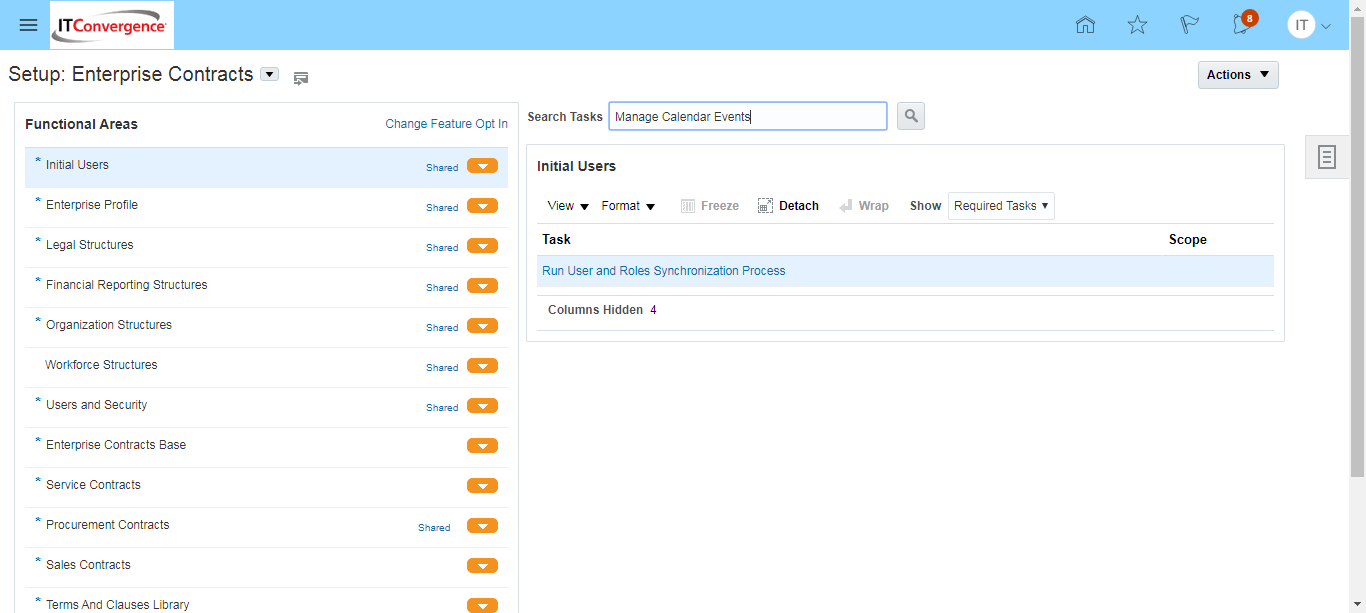 ITConvergence
8
IT
Setup: Enterprise Contracts
Actions
Functional Areas
Change Feature Opt In
* Initial Users Shared
* Enterprise Profile Shared
* Legal Structures Shared
* Financial Reporting Structures Shared
* Organization Structures Shared
Workforce Structures Shared
* Users and Security Shared
* Enterprise Contracts Base
* Service Contracts
* Procurement Contracts Shared
* Sales Contracts
* Terms And Clauses Library
Search Tasks Manage Calendar Events
Initial Users
View Format Freeze Detach Wrap Show Required Tasks
Task Scope
Run User and Roles Synchronization Process
Columns Hidden 4